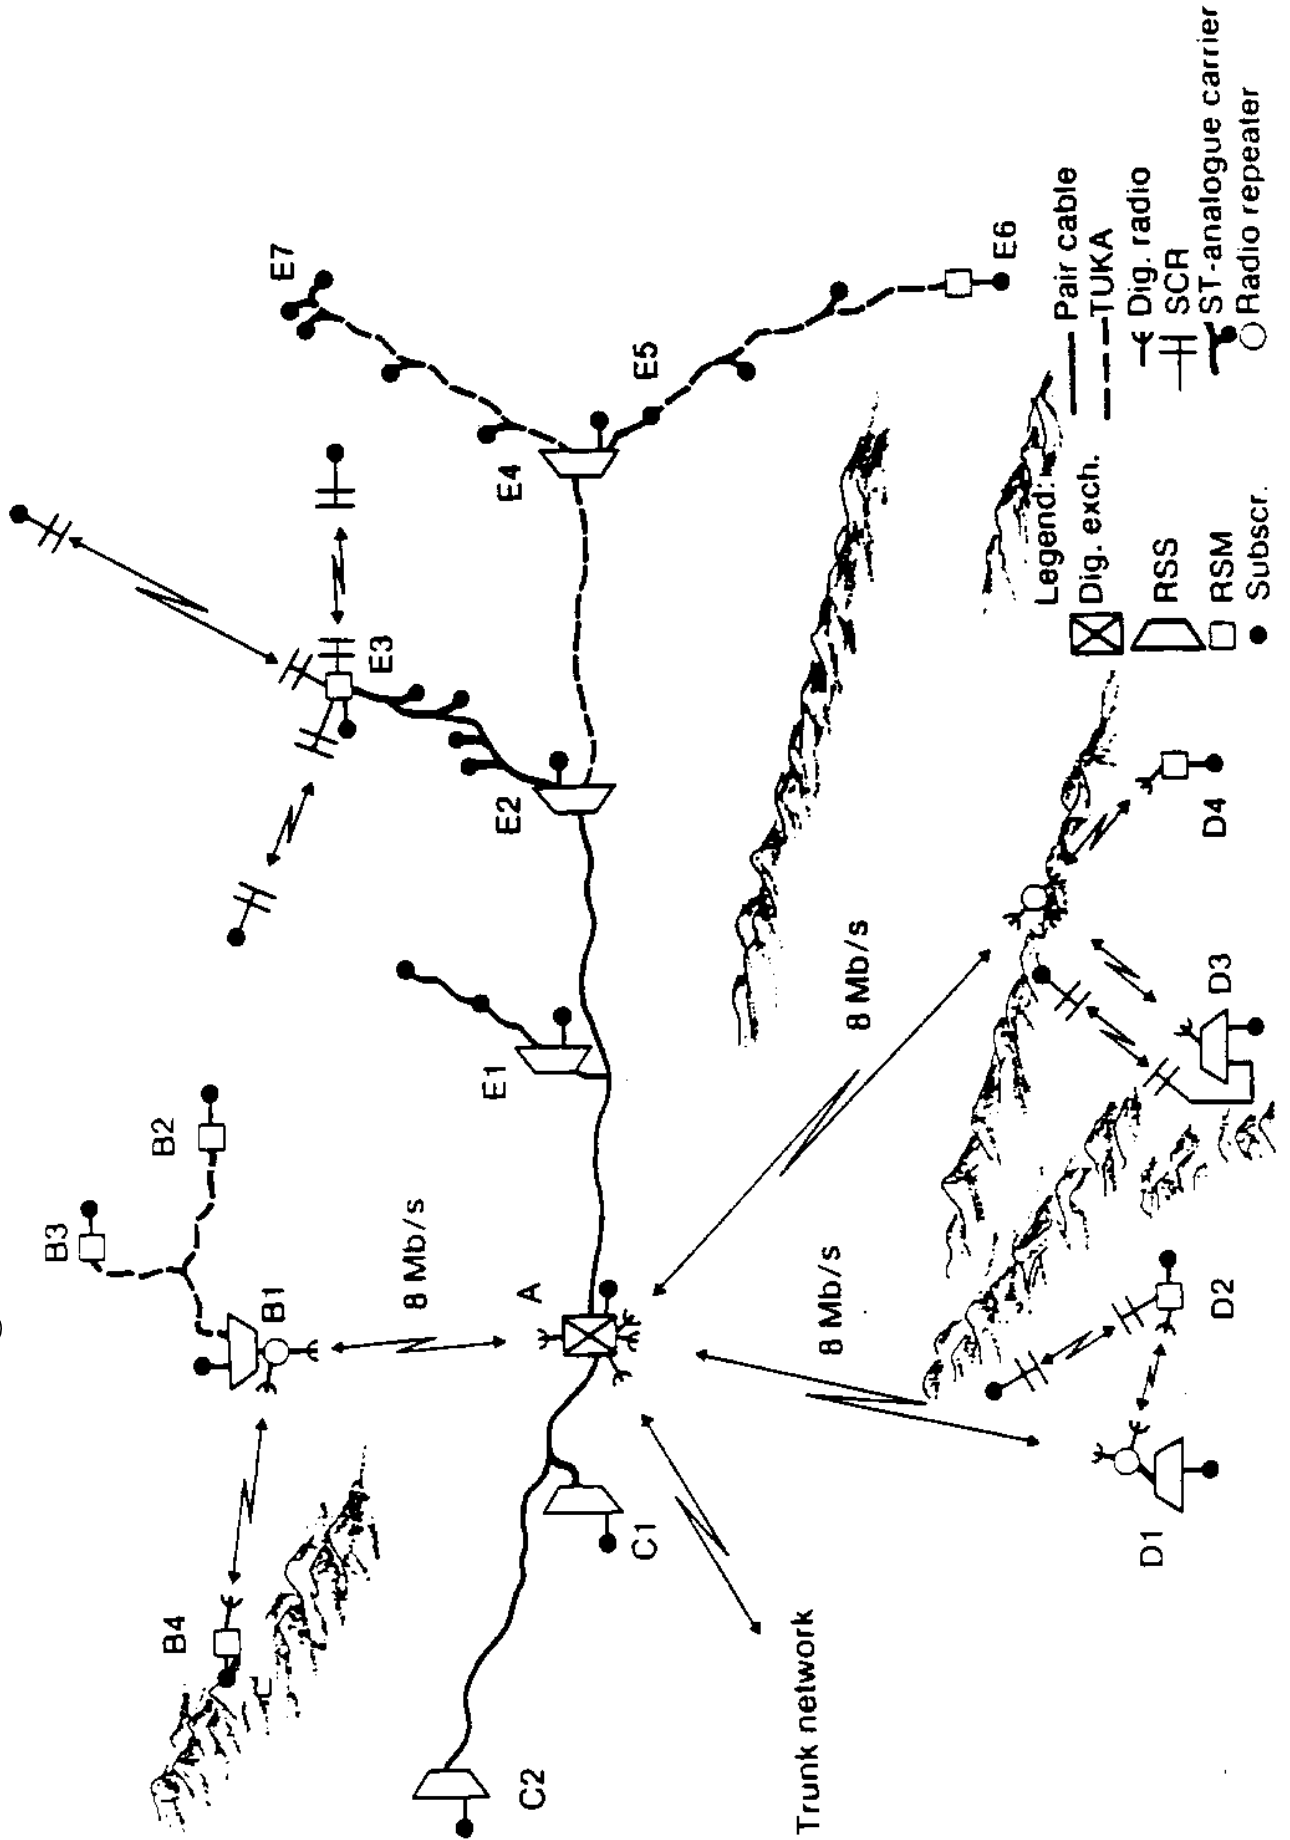 B3
B2
B4
B1
8 Mb/s
C2
C1
A
E1
E2
E3
E4
E5
E6
E7
Trunk network
8 Mb/s
8 Mb/s
D1
D2
D3
D4
Legend:
Dig. exch.
RSS
RSM
Subscr.
Pair cable
TUKA
Dig. radio
SCR
ST-analogue carrier
Radio repeater